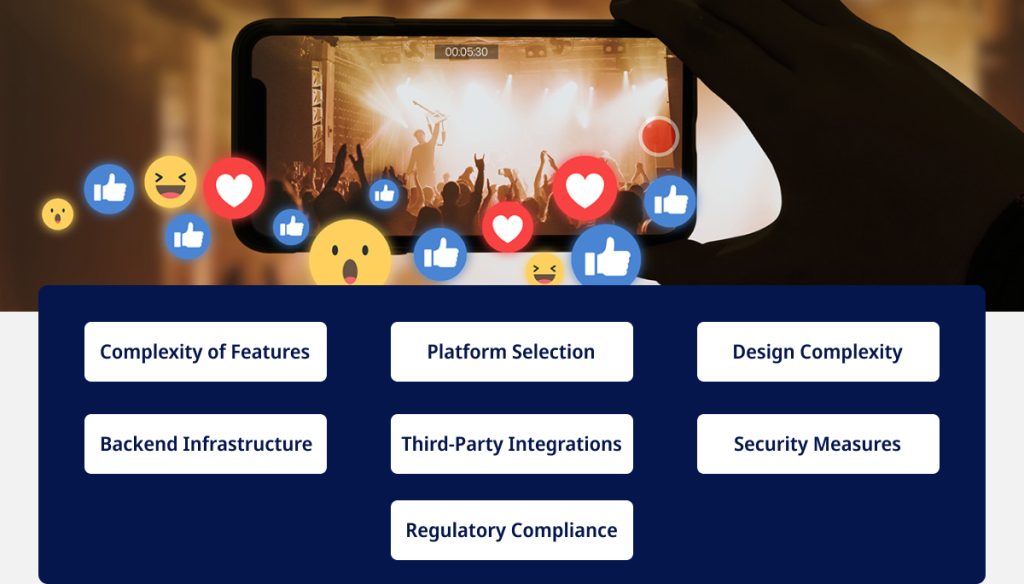 00:05:30
Complexity of Features
Platform Selection
Design Complexity
Backend Infrastructure
Third-Party Integrations
Security Measures
Regulatory Compliance